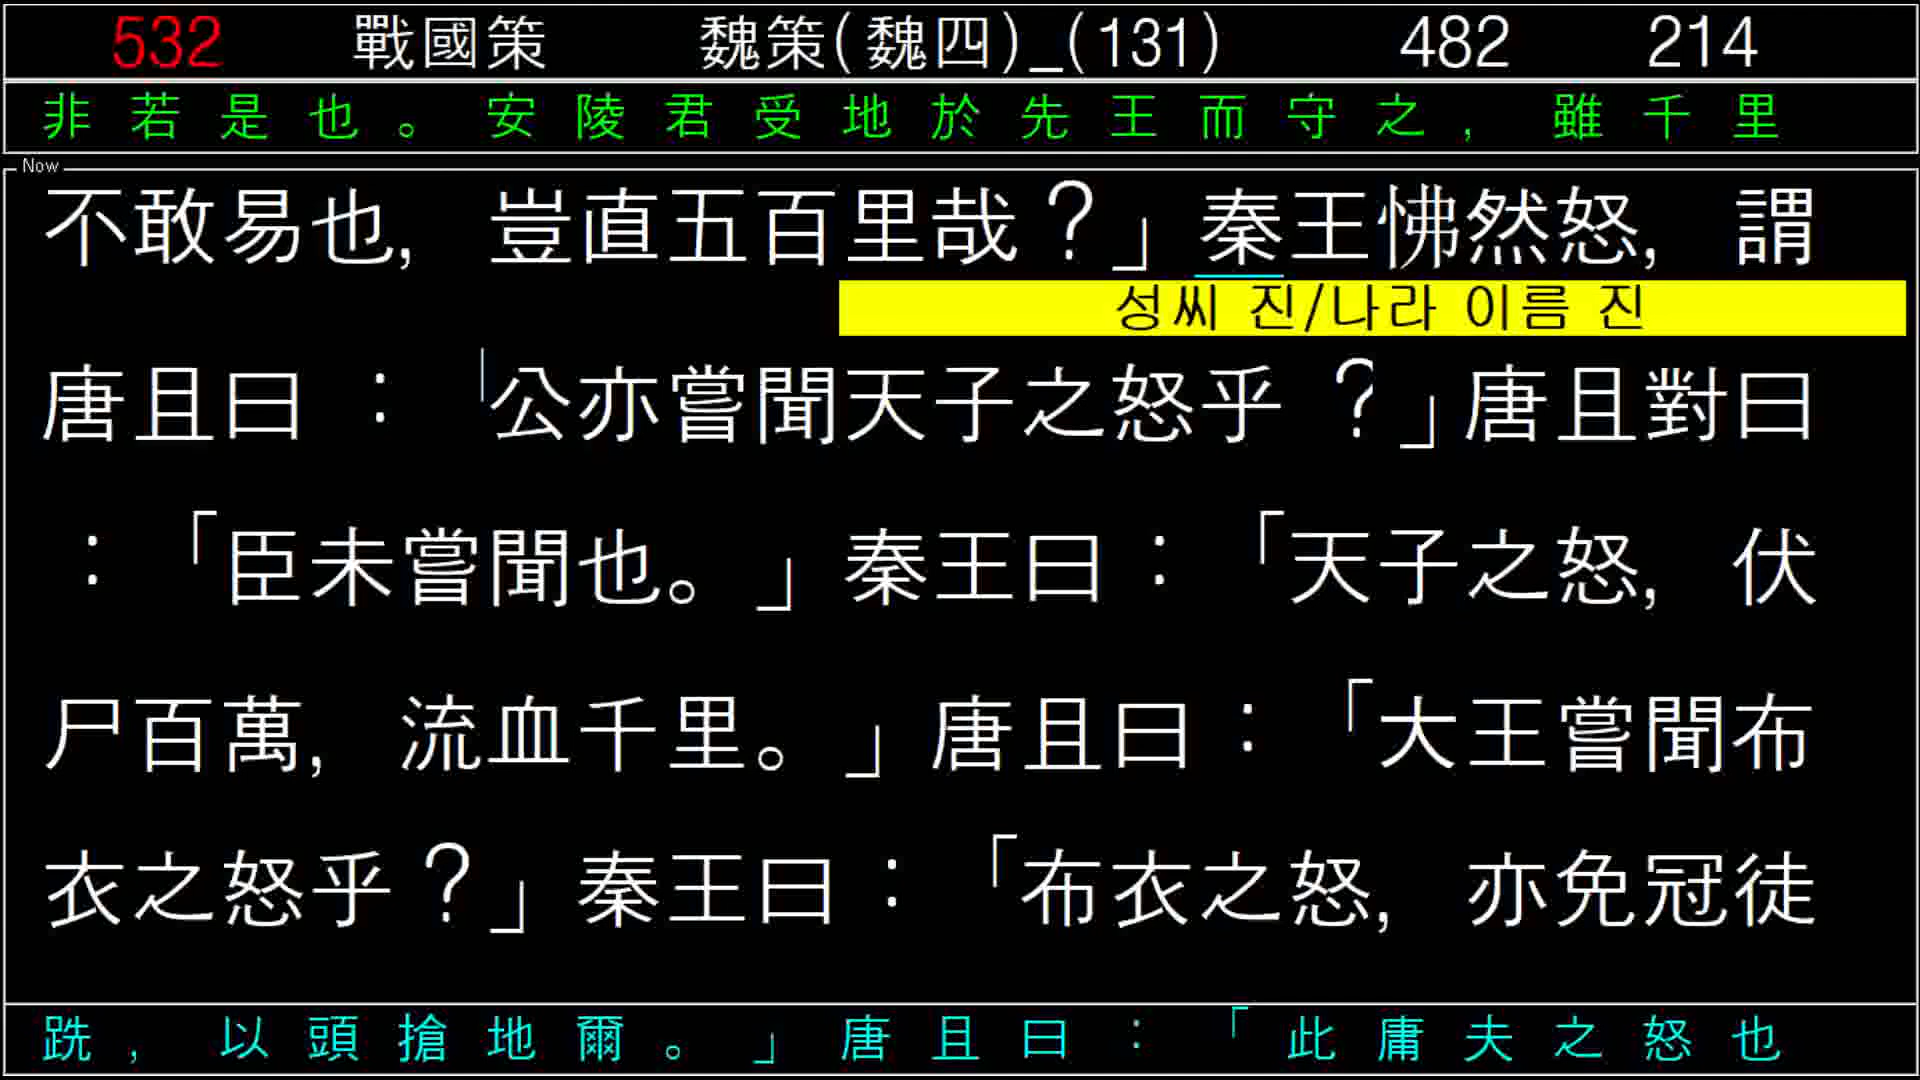 532 戰國策 魏策(魏四)_(131) 482 214
非若是也。安陵君受地於先王而守之,雖千里
Now
不敢易也,豈直五百里哉?」秦王怫然怒,謂
성씨 진/나라 이름 진
唐且曰:「公亦嘗聞天子之怒乎?」唐且對曰
:「臣未嘗聞也。」秦王曰:「天子之怒,伏
尸百萬,流血千里。」唐且曰:「大王嘗聞布
衣之怒乎?」秦王曰:「布衣之怒,亦免冠徒
跣,以頭搶地爾。」唐且曰:「此庸夫之怒也